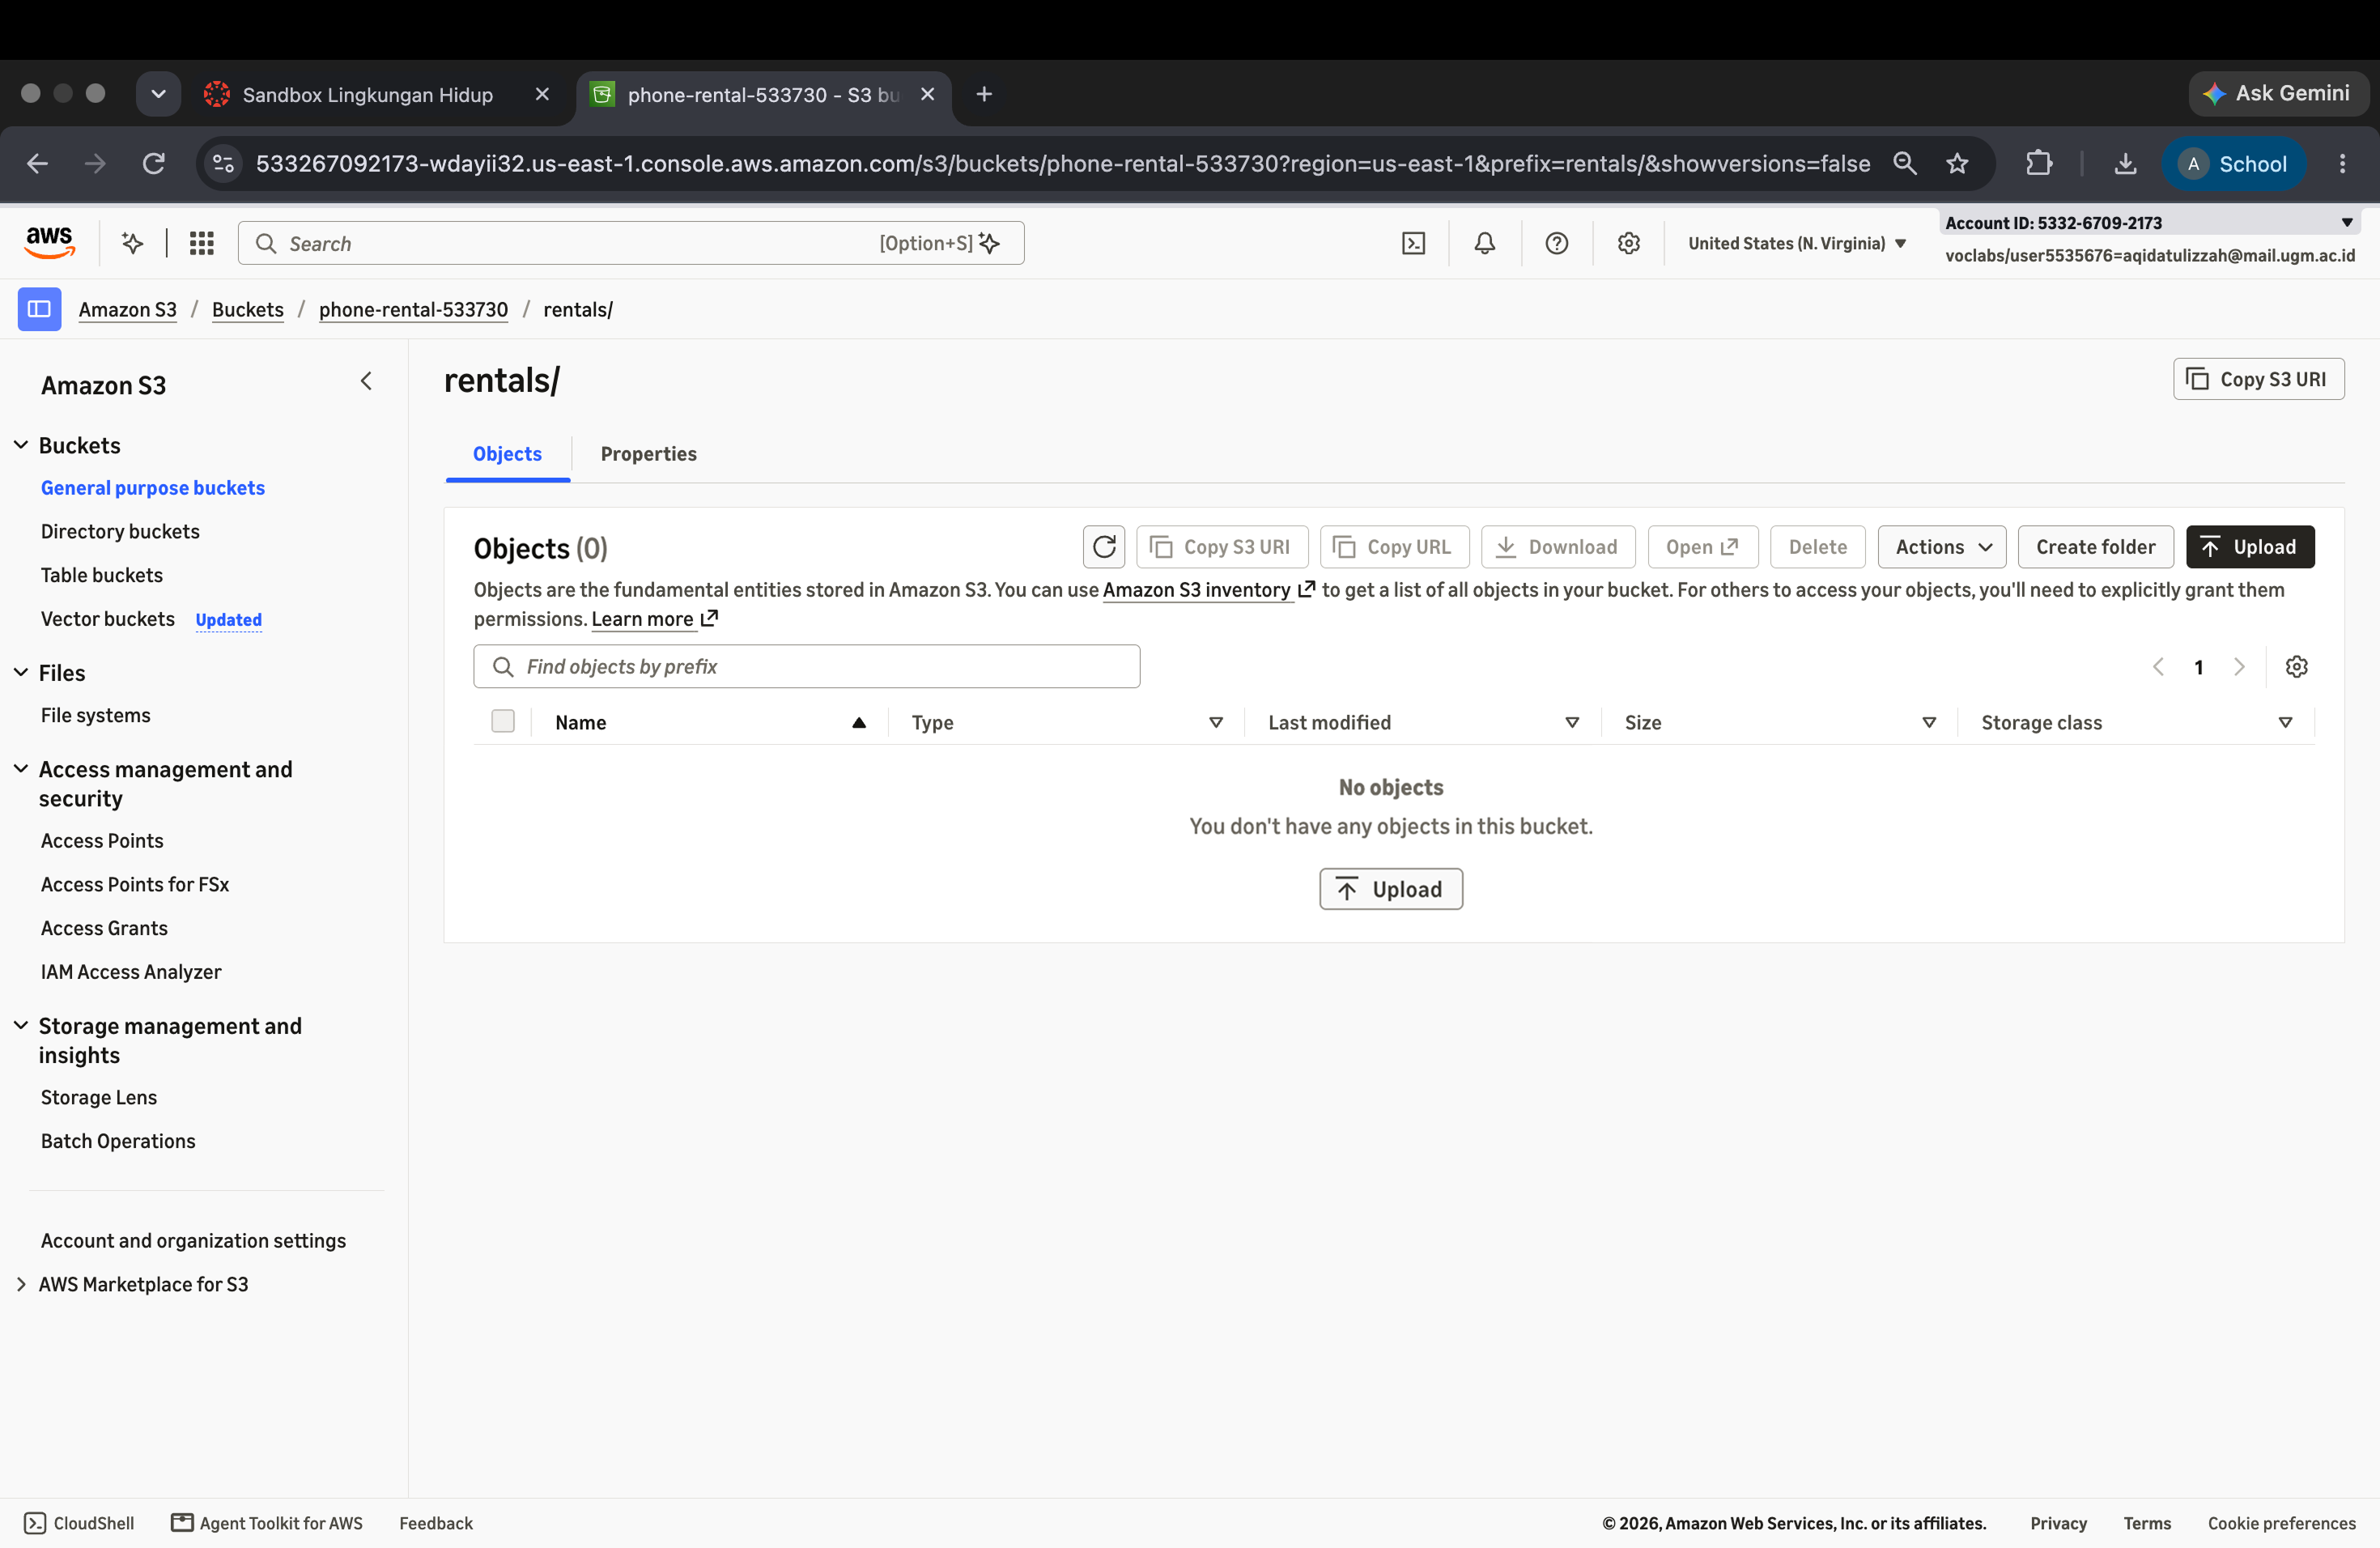 Sandbox Lingkungan Hidup
phone-rental-533730 - S3 bu
Ask Gemini
533267092173-wdayii32.us-east-1.console.aws.amazon.com/s3/buckets/phone-rental-533730?region=us-east-1&prefix=rentals/&showversions=false
A School
aws
Search [Option+S]
United States (N. Virginia)
Account ID: 5332-6709-2173
voclabs/user5535676=aqidatulizzah@mail.ugm.ac.id
Amazon S3 / Buckets / phone-rental-533730 / rentals/
Amazon S3
Buckets
General purpose buckets
Directory buckets
Table buckets
Vector buckets Updated
Files
File systems
Access management and
security
Access Points
Access Points for FSx
Access Grants
IAM Access Analyzer
Storage management and
insights
Storage Lens
Batch Operations
Account and organization settings
AWS Marketplace for S3
rentals/
Copy S3 URI
Objects
Properties
Objects (0)
Copy S3 URI
Copy URL
Download
Open
Delete
Actions
Create folder
Upload
Objects are the fundamental entities stored in Amazon S3. You can use Amazon S3 inventory to get a list of all objects in your bucket. For others to access your objects, you'll need to explicitly grant them
permissions. Learn more
Find objects by prefix
1
Name
Type
Last modified
Size
Storage class
No objects
You don't have any objects in this bucket.
Upload
CloudShell
Agent Toolkit for AWS
Feedback
© 2026, Amazon Web Services, Inc. or its affiliates.
Privacy
Terms
Cookie preferences